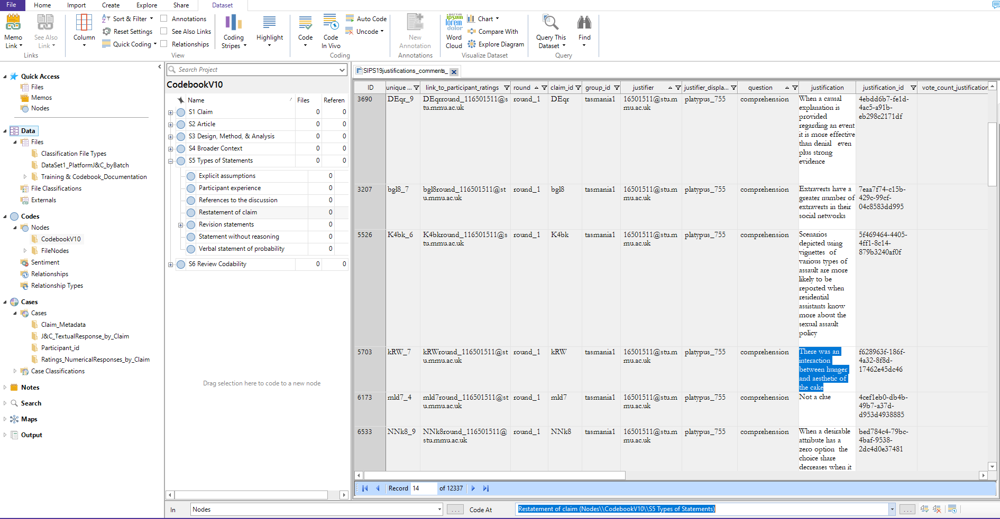 File Home Import Create Explore Share Dataset
Memo Link
See Also Link
Links
Column
Sort & Filter
Reset Settings
Quick Coding
Annotations
See Also Links
Relationships
View
Coding Stripes
Highlight
Code
Code In Vivo
Auto Code
Uncode
Coding
New Annotation
Annotations
Word Cloud
Chart
Compare With
Explore Diagram
Visualize Dataset
Query This Dataset
Find
Query
Quick Access
Files
Memos
Nodes
Data
Files
Classification File Types
DataSet1_PlatformJ&C_byBatch
Training & Codebook_Documentation
File Classifications
Externals
Codes
Nodes
CodebookV10
FileNodes
Sentiment
Relationships
Relationship Types
Cases
Cases
Claim_Metadata
J&C_TextualResponse_by_Claim
Participant_id
Ratings_NumericalResponses_by_Claim
Case Classifications
Notes
Search
Maps
Output
Search Project
CodebookV10
Name Files Referen
S1 Claim 0 0
S2 Article 0 0
S3 Design, Method, & Analysis 0 0
S4 Broader Context 0 0
S5 Types of Statements 0 0
Explicit assumptions 0
Participant experience 0
References to the discussion 0
Restatement of claim 0
Revision statements 0
Statement without reasoning 0
Verbal statement of probability 0
S6 Review Codability 0 0
Drag selection here to code to a new node
SIPS19justifications_comments_
ID unique ... link_to_participant_ratings round claim_id group_id justifier justifier_displa... question justification justification_id vote_count_justification
3690 DEqr_9 DEqrround_116501511@s round_1 DEqr tasmania1 16501511@stu.m platypus_755 comprehension When a causal 4ebdd6b7-fe1d-
tu.mmu.ac.uk mu.ac.uk explanation is 4ac5-a91b-
provided eb298c2171df
regarding an event
it is more effective
than denial even
plus strong
evidence
3207 bgl8_7 bgl8round_116501511@st round_1 bgl8 tasmania1 16501511@stu.m platypus_755 comprehension Extraverts have a 7eaa7f74-c15b-
u.mmu.ac.uk mu.ac.uk greater number of 429c-99cf-
extraverts in their 04c8583dd995
social networks
5526 K4bk_6 K4bkround_116501511@s round_1 K4bk tasmania1 16501511@stu.m platypus_755 comprehension Scenarios 5f469464-4405-
tu.mmu.ac.uk mu.ac.uk depicted using 4ff1-8c14-
vignettes of 879b3240af0f
various types of
assault are more
likely to be
reported when
residential
assistants know
more about the
sexual assault
policy
5703 kRW_7 kRWround_116501511@st round_1 kRW tasmania1 16501511@stu.m platypus_755 comprehension There was an f628963f-186f-
u.mmu.ac.uk mu.ac.uk interaction 4a32-8f8d-
between hunger 17462e45dc46
and aesthetic of
the cake
6173 mld7_4 mld7round_116501511@st round_1 mld7 tasmania1 16501511@stu.m platypus_755 comprehension Not a clue 4cef1eb0-db4b-
u.mmu.ac.uk mu.ac.uk 49b7-a37d-
d953d4938885
6533 NNk8_9 NNk8round_116501511@ round_1 NNk8 tasmania1 16501511@stu.m platypus_755 comprehension When a desirable bed784c4-79bc-
stu.mmu.ac.uk mu.ac.uk attribute has a 4baf-9538-
zero option the 2dc4d0e37481
choice share
decreases when it
Record 14 of 12337
In Nodes ... Code At Restatement of claim (Nodes\\CodebookV10\\S5 Types of Statements) ...